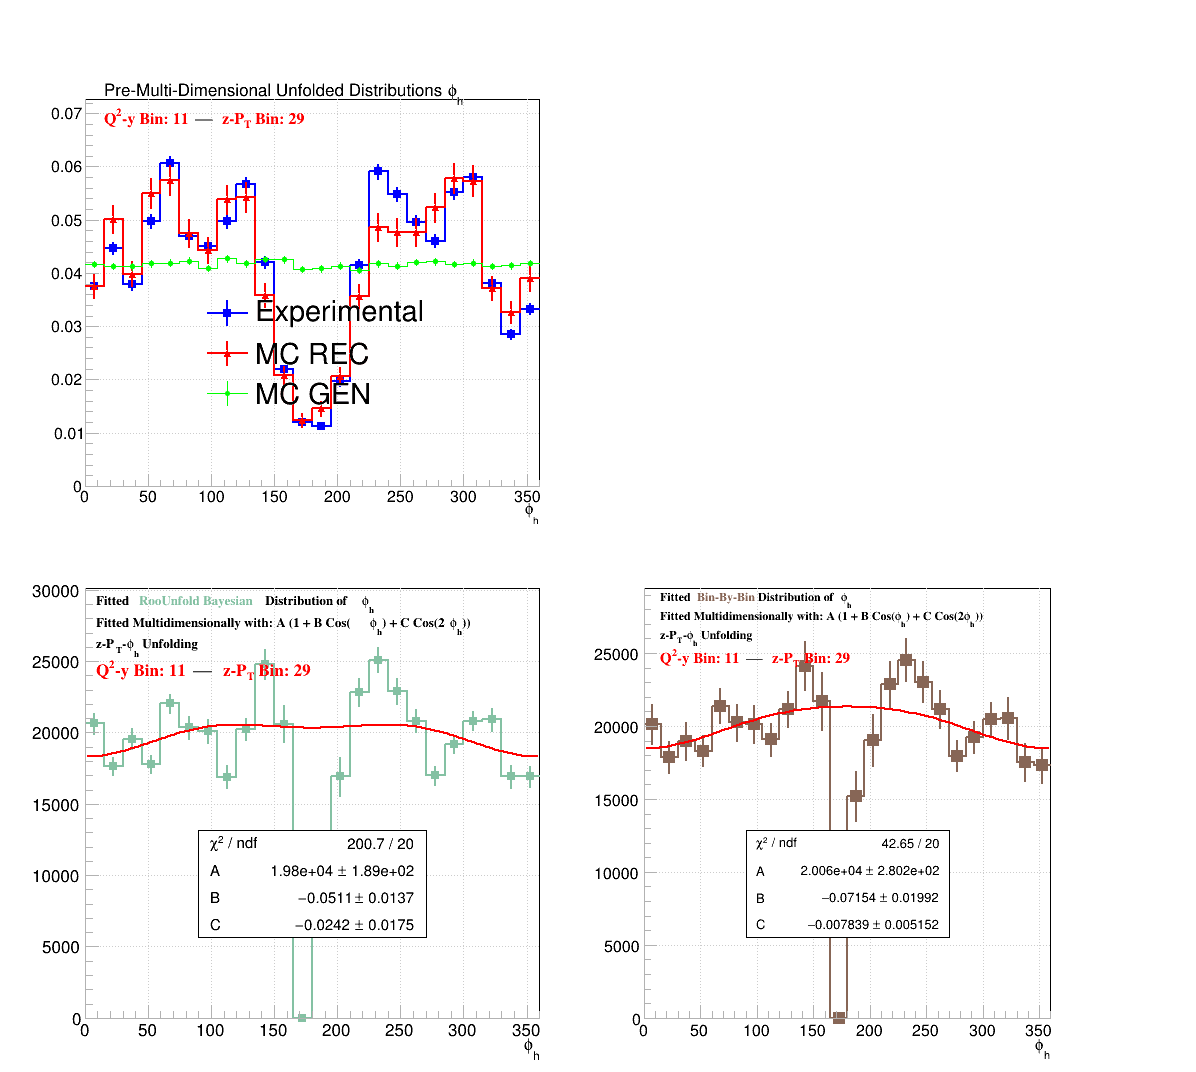 Pre-Multi-Dimensional Unfolded Distributions ϕh
Q²-y Bin: 11 — z-PT Bin: 29
0.07
0.06
0.05
0.04
0.03
0.02
0.01
0
Experimental
MC REC
MC GEN
0 50 100 150 200 250 300 350
ϕh
Fitted RooUnfold Bayesian Distribution of ϕh
Fitted Multidimensionally with: A (1 + B Cos( ϕh) + C Cos(2 ϕh))
z-PT-ϕh Unfolding
Q²-y Bin: 11 — z-PT Bin: 29
30000
25000
20000
15000
10000
5000
0
χ² / ndf 200.7 / 20
A 1.98e+04 ± 1.89e+02
B −0.0511 ± 0.0137
C −0.0242 ± 0.0175
0 50 100 150 200 250 300 350
ϕh
Fitted Bin-By-Bin Distribution of ϕh
Fitted Multidimensionally with: A (1 + B Cos(ϕh) + C Cos(2ϕh))
z-PT-ϕh Unfolding
Q²-y Bin: 11 — z-PT Bin: 29
25000
20000
15000
10000
5000
0
χ² / ndf 42.65 / 20
A 2.006e+04 ± 2.802e+02
B −0.07154 ± 0.01992
C −0.007839 ± 0.005152
0 50 100 150 200 250 300 350
ϕh